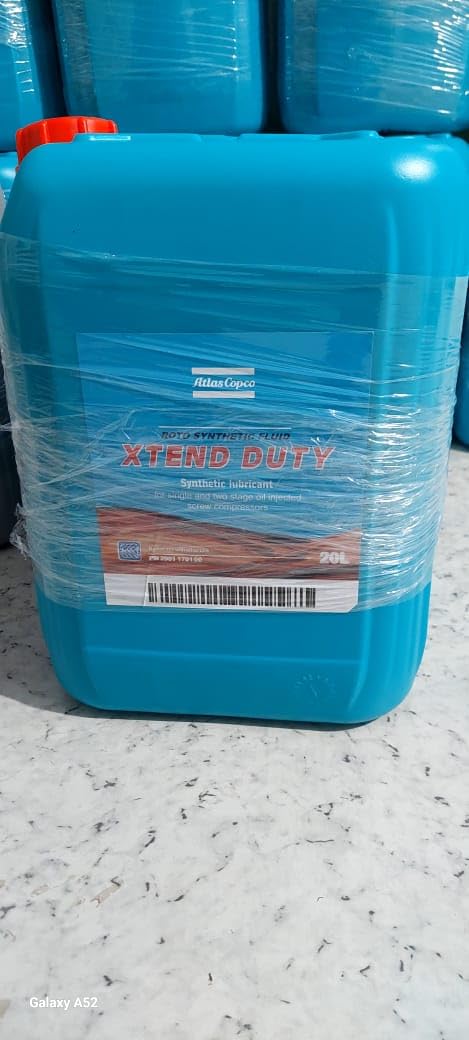 Atlas Copco
ROTO SYNTHETIC FLUID
XTEND DUTY
Synthetic lubricant
for single and two stage oil injected
screw compressors
20L
Galaxy A52